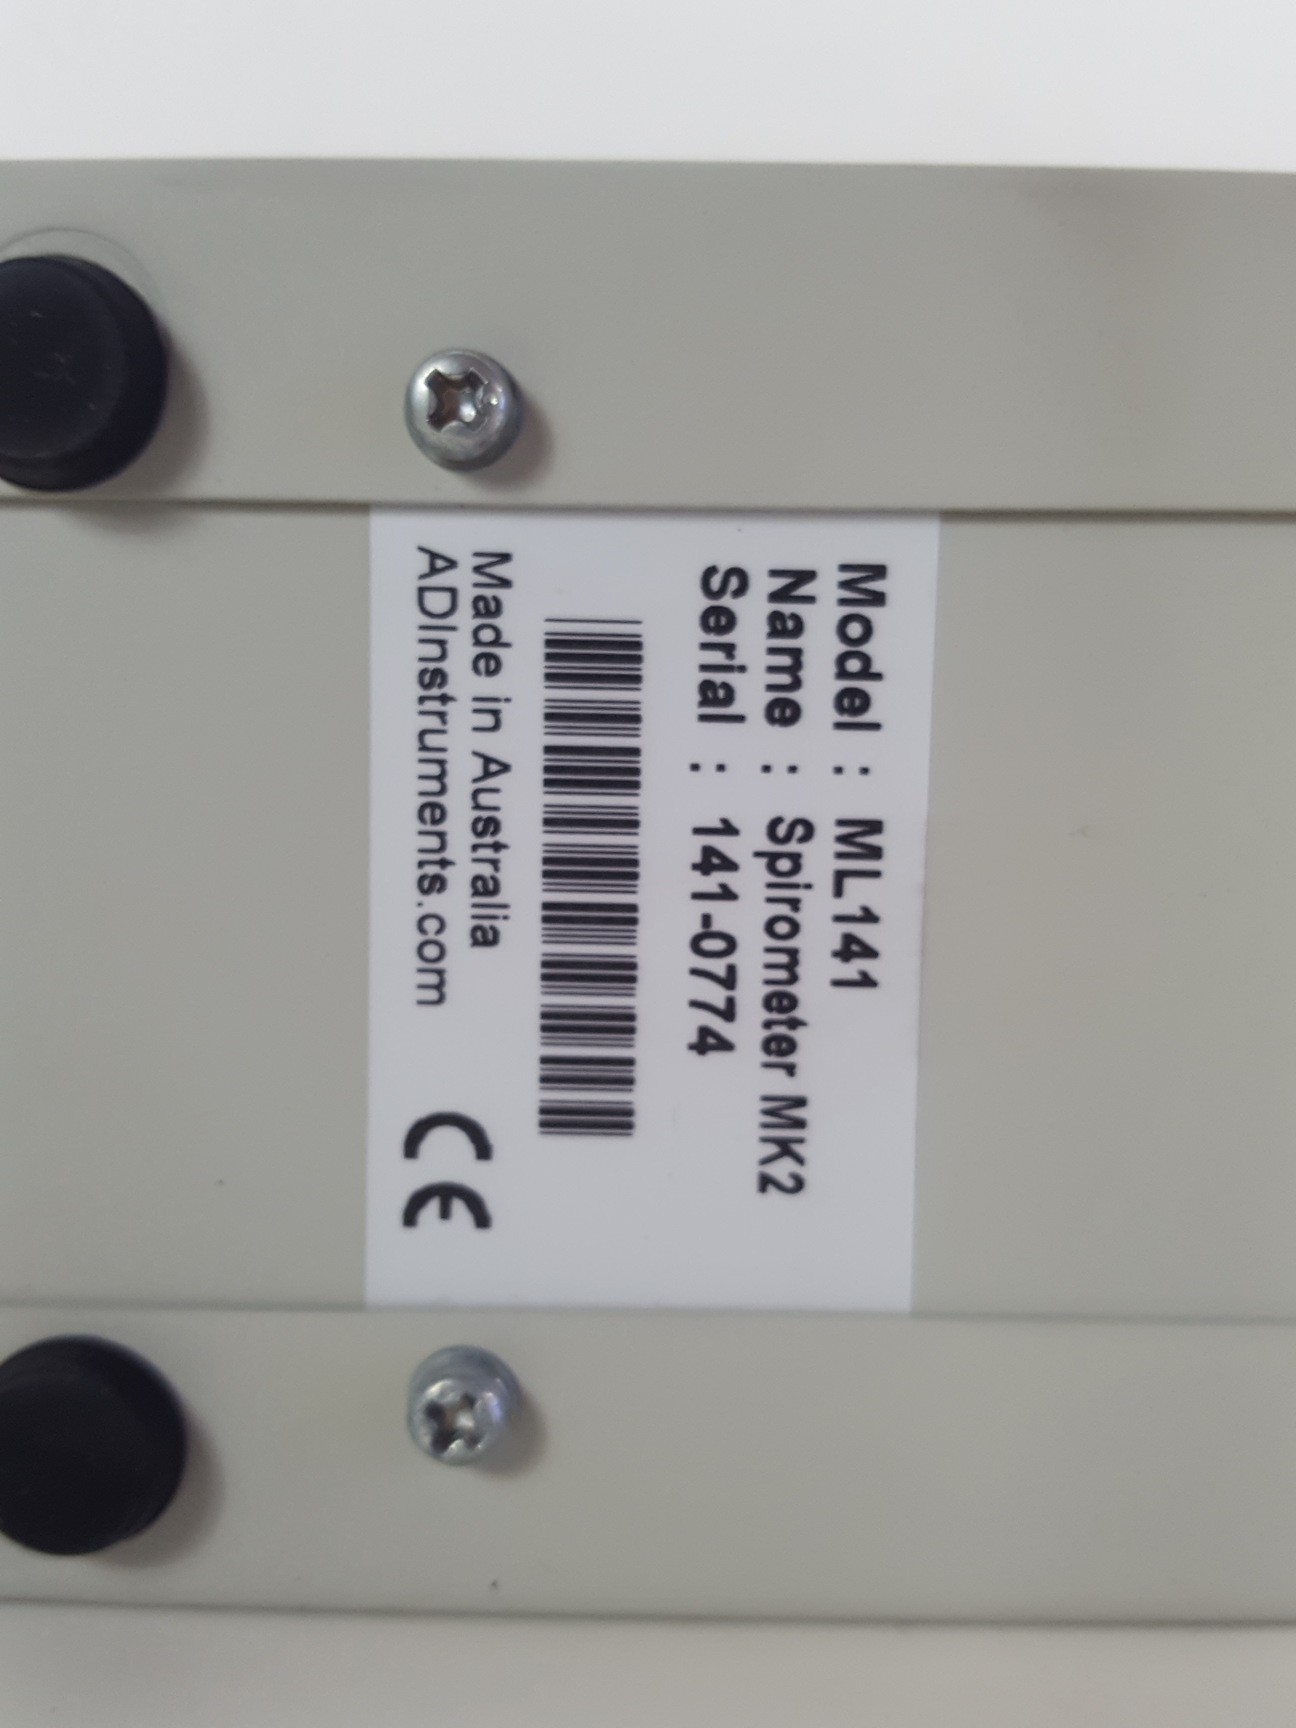 Model : ML141
Name : Spirometer MK2
Serial : 141-0774
Made in Australia
ADInstruments.com
CE